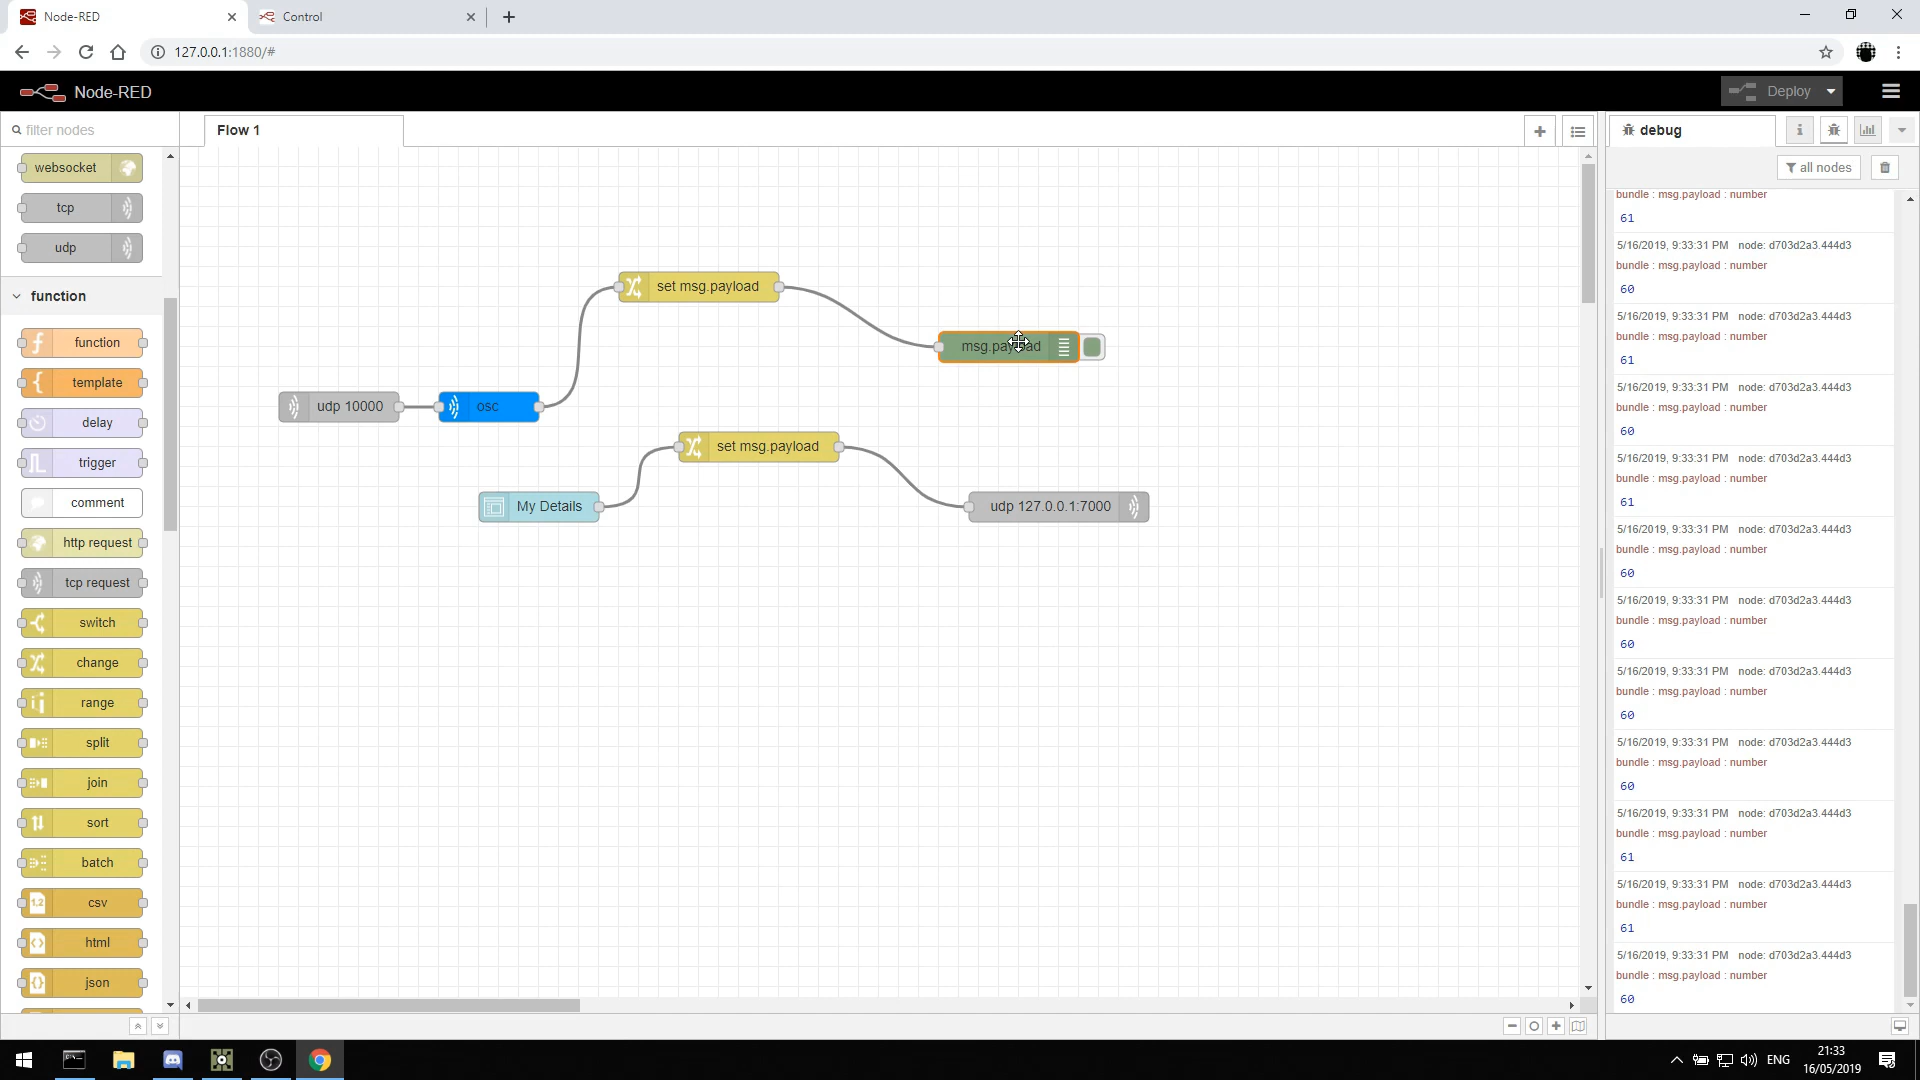 Node-RED
Control
127.0.0.1:1880/#
Node-RED
Deploy
filter nodes
Flow 1
debug
all nodes
websocket
tcp
udp
function
function
template
delay
trigger
comment
http request
tcp request
switch
change
range
split
join
sort
batch
csv
html
json
set msg.payload
msg.payload
udp 10000
osc
set msg.payload
My Details
udp 127.0.0.1:7000
bundle : msg.payload : number
61
5/16/2019, 9:33:31 PM node: d703d2a3.444d3
bundle : msg.payload : number
60
5/16/2019, 9:33:31 PM node: d703d2a3.444d3
bundle : msg.payload : number
61
5/16/2019, 9:33:31 PM node: d703d2a3.444d3
bundle : msg.payload : number
60
5/16/2019, 9:33:31 PM node: d703d2a3.444d3
bundle : msg.payload : number
61
5/16/2019, 9:33:31 PM node: d703d2a3.444d3
bundle : msg.payload : number
60
5/16/2019, 9:33:31 PM node: d703d2a3.444d3
bundle : msg.payload : number
60
5/16/2019, 9:33:31 PM node: d703d2a3.444d3
bundle : msg.payload : number
60
5/16/2019, 9:33:31 PM node: d703d2a3.444d3
bundle : msg.payload : number
60
5/16/2019, 9:33:31 PM node: d703d2a3.444d3
bundle : msg.payload : number
61
5/16/2019, 9:33:31 PM node: d703d2a3.444d3
bundle : msg.payload : number
61
5/16/2019, 9:33:31 PM node: d703d2a3.444d3
bundle : msg.payload : number
60
ENG
21:33
16/05/2019